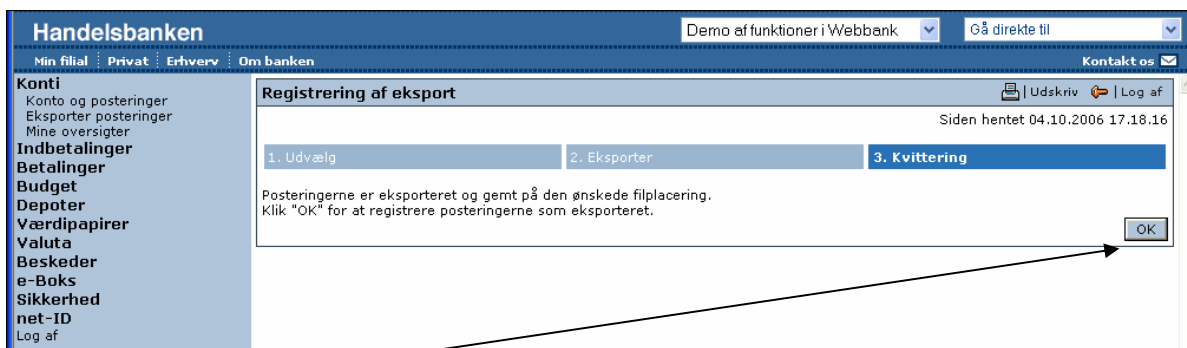 Handelsbanken
Demo af funktioner i Webbank
Gå direkte til
Min filial Privat Erhverv Om banken
Kontakt os
Konti
Konto og posteringer
Eksporter posteringer
Mine oversigter
Indbetalinger
Betalinger
Budget
Depoter
Værdipapirer
Valuta
Beskeder
e-Boks
Sikkerhed
net-ID
Log af
Registrering af eksport
Udskriv | Log af
Siden hentet 04.10.2006 17.18.16
1. Udvælg
2. Eksporter
3. Kvittering
Posteringerne er eksporteret og gemt på den ønskede filplacering.
Klik "OK" for at registrere posteringerne som eksporteret.
OK